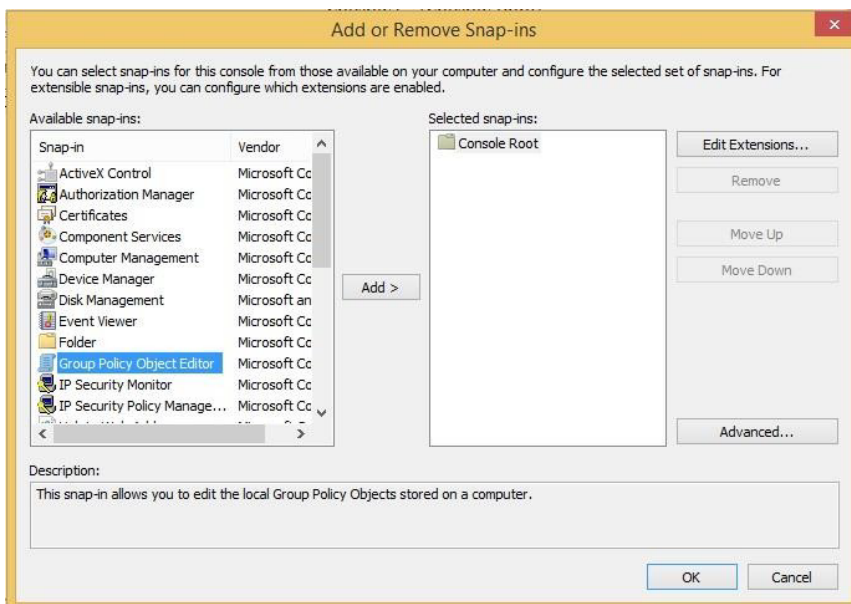 Add or Remove Snap-ins
You can select snap-ins for this console from those available on your computer and configure the selected set of snap-ins. For
extensible snap-ins, you can configure which extensions are enabled.
Available snap-ins:
Snap-in Vendor
ActiveX Control Microsoft Co
Authorization Manager Microsoft Co
Certificates Microsoft Co
Component Services Microsoft Co
Computer Management Microsoft Co
Device Manager Microsoft Co
Disk Management Microsoft an
Event Viewer Microsoft Co
Folder Microsoft Co
Group Policy Object Editor Microsoft Co
IP Security Monitor Microsoft Co
IP Security Policy Manage... Microsoft Co
Add >
Selected snap-ins:
Console Root
Edit Extensions...
Remove
Move Up
Move Down
Advanced...
Description:
This snap-in allows you to edit the local Group Policy Objects stored on a computer.
OK Cancel